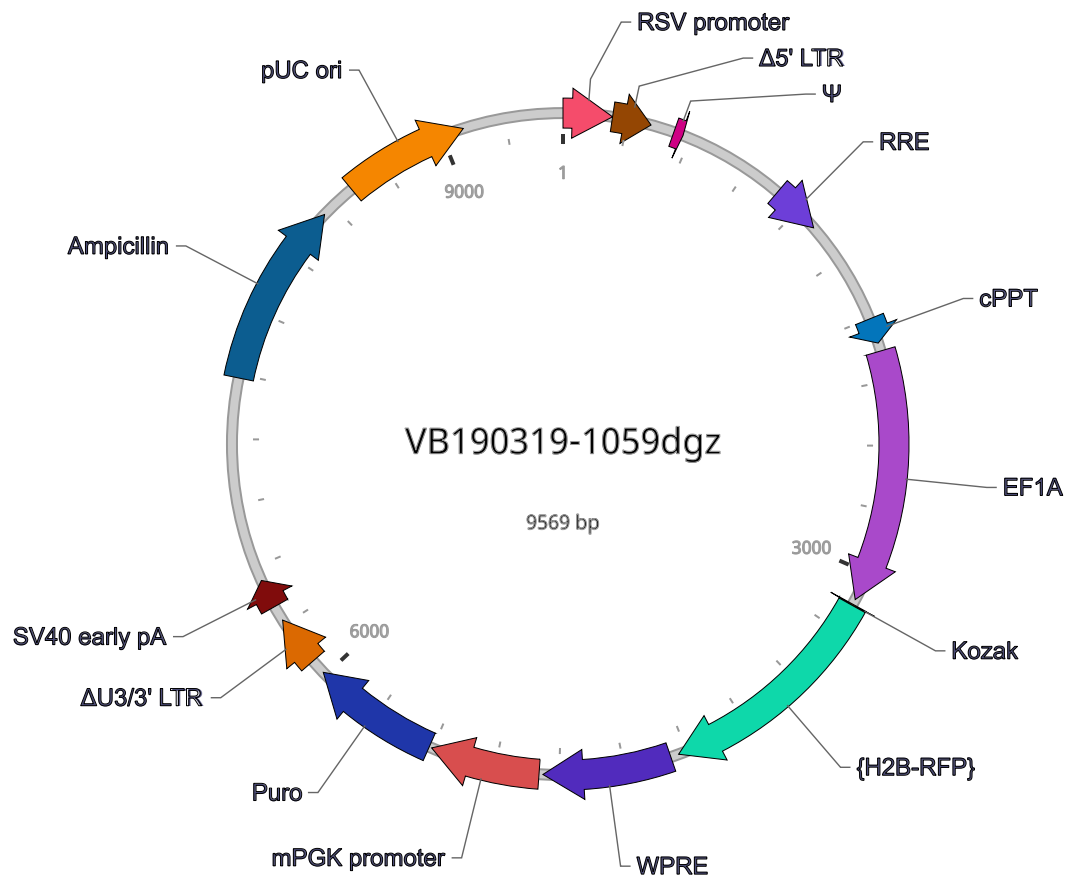 RSV promoter
Δ5' LTR
Ψ
pUC ori
RRE
9000
1
Ampicillin
cPPT
VB190319-1059dgz
EF1A
9569 bp
3000
SV40 early pA
6000
Kozak
ΔU3/3' LTR
{H2B-RFP}
Puro
mPGK promoter
WPRE